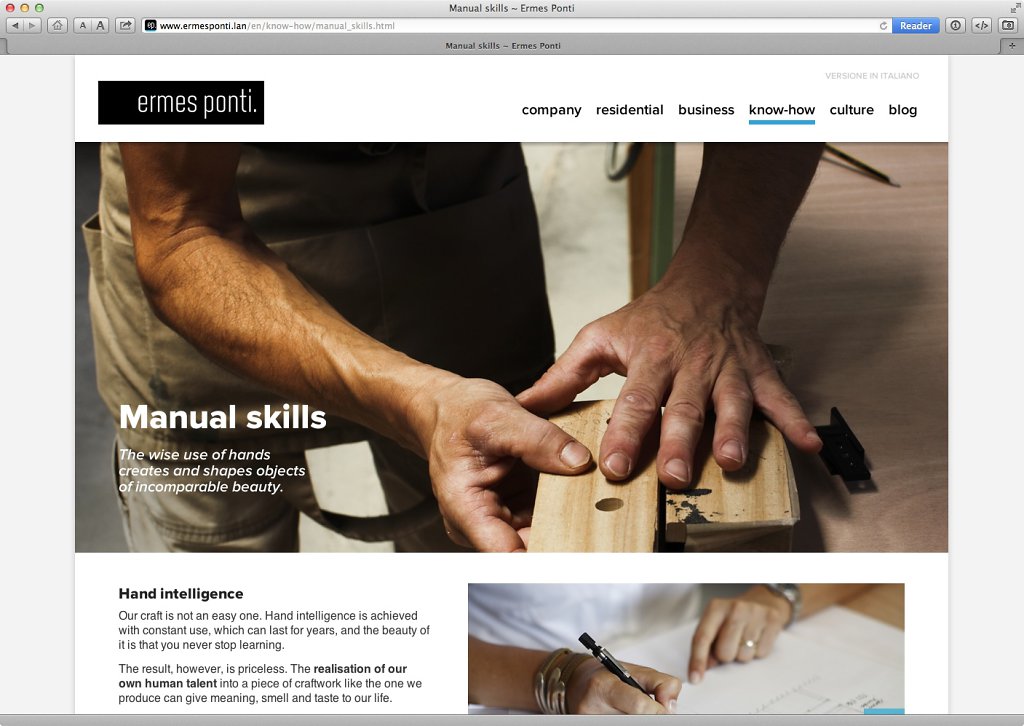 Manual skills ~ Ermes Ponti
A A
ep www.ermesponti.lan/en/know-how/manual_skills.html
Reader
Manual skills ~ Ermes Ponti
VERSIONE IN ITALIANO
ermes ponti.
company residential business know-how culture blog
Manual skills
The wise use of hands
creates and shapes objects
of incomparable beauty.
Hand intelligence
Our craft is not an easy one. Hand intelligence is achieved
with constant use, which can last for years, and the beauty of
it is that you never stop learning.
The result, however, is priceless. The realisation of our
own human talent into a piece of craftwork like the one we
produce can give meaning, smell and taste to our life.